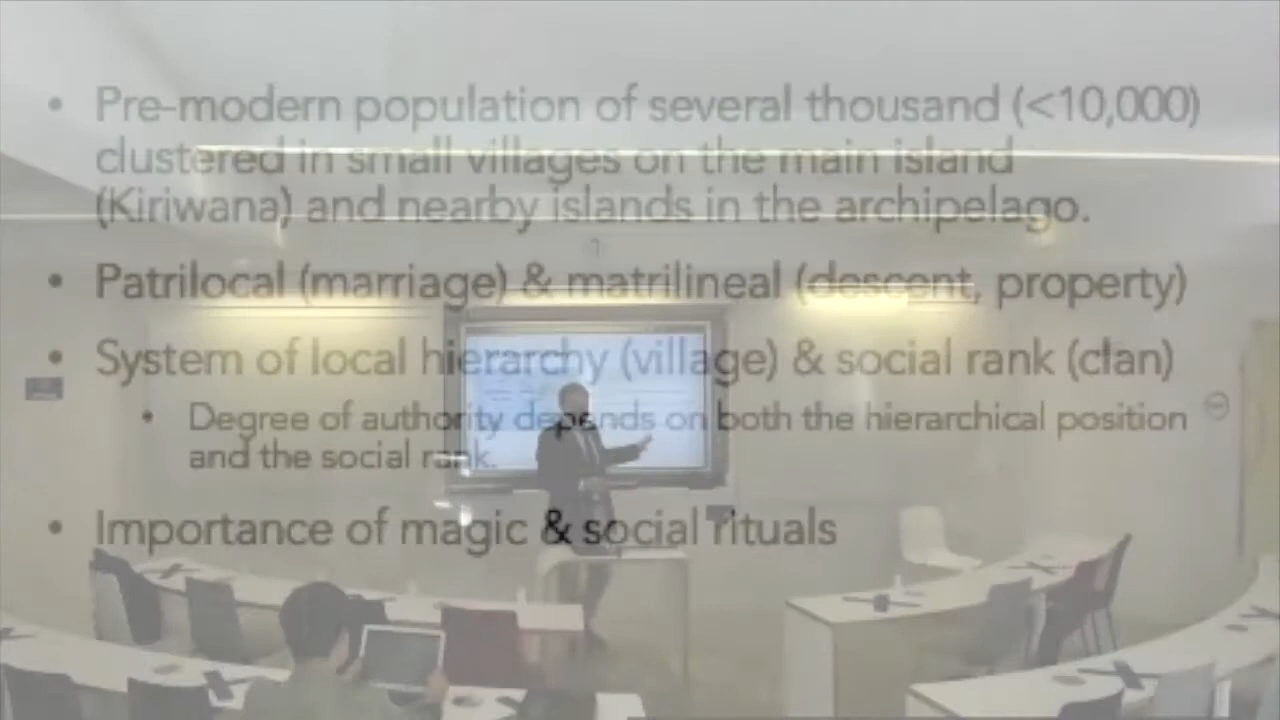 • Pre-modern population of several thousand (<10,000)
clustered in small villages on the main island
(Kiriwana) and nearby islands in the archipelago.
• Patrilocal (marriage) & matrilineal (descent, property)
• System of local hierarchy (village) & social rank (clan)
• Degree of authority depends on both the hierarchical position
and the social rank.
• Importance of magic & social rituals